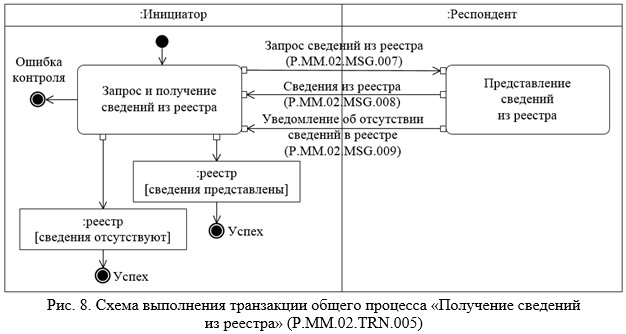 :Инициатор
:Респондент
Ошибка
контроля
Запрос и получение
сведений из реестра
Запрос сведений из реестра
(P.MM.02.MSG.007)
Сведения из реестра
(P.MM.02.MSG.008)
Уведомление об отсутствии
сведений в реестре
(P.MM.02.MSG.009)
Представление
сведений
из реестра
:реестр
[сведения представлены]
Успех
:реестр
[сведения отсутствуют]
Успех
Рис. 8. Схема выполнения транзакции общего процесса «Получение сведений
из реестра» (P.MM.02.TRN.005)